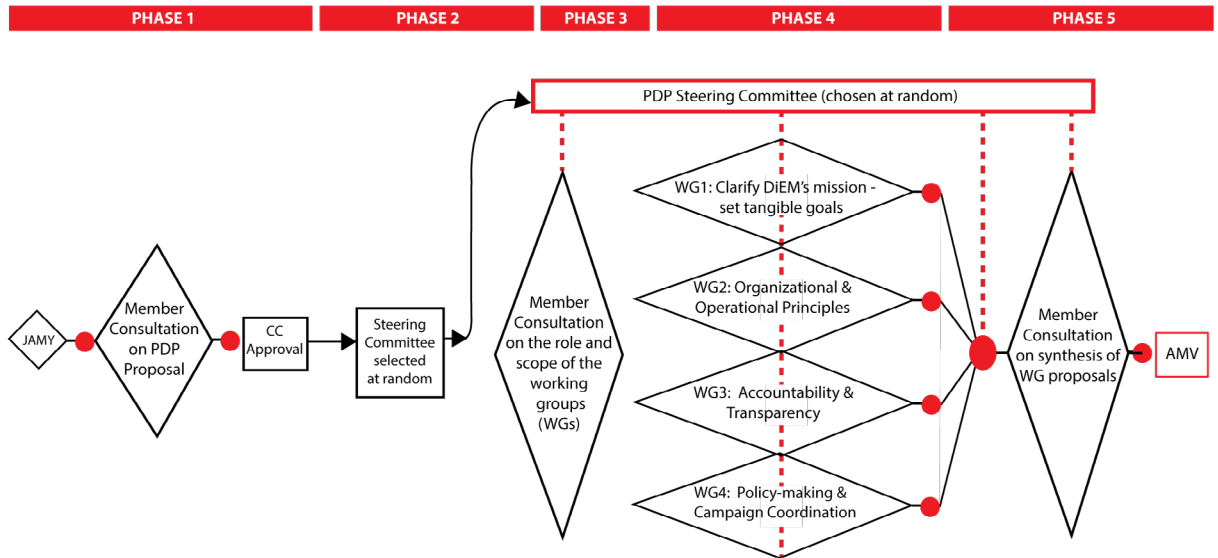 PHASE 1
PHASE 2
PHASE 3
PHASE 4
PHASE 5
PDP Steering Committee (chosen at random)
JAMY
Member
Consultation
on PDP
Proposal
CC
Approval
Steering
Committee
selected
at random
Member
Consultation
on the role and
scope of the
working
groups
(WGs)
WG1: Clarify DiEM's mission -
set tangible goals
WG2: Organizational &
Operational Principles
WG3: Accountability &
Transparency
WG4: Policy-making &
Campaign Coordination
Member
Consultation
on synthesis of
WG proposals
AMV